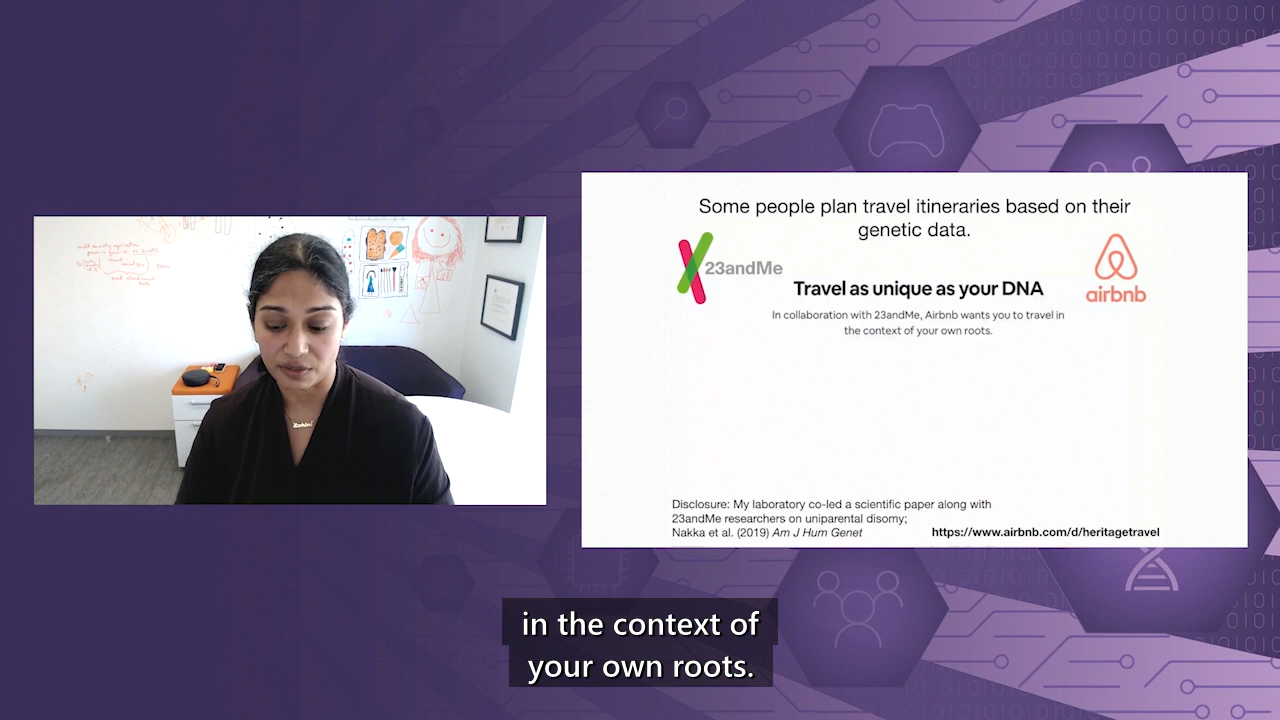 Some people plan travel itineraries based on their
genetic data.
23andMe
Travel as unique as your DNA
airbnb
In collaboration with 23andMe, Airbnb wants you to travel in
the context of your own roots.
Disclosure: My laboratory co-led a scientific paper along with
23andMe researchers on uniparental disomy;
Nakka et al. (2019) Am J Hum Genet
https://www.airbnb.com/d/heritagetravel
Sohini
in the context of
your own roots.